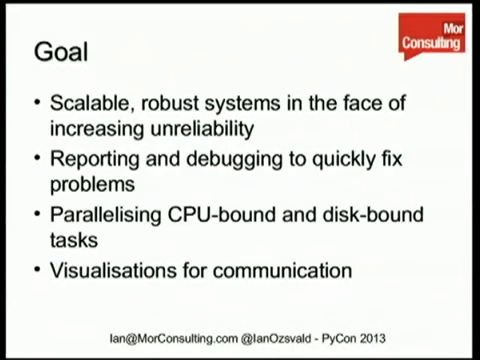 Mor
Consulting
Goal
• Scalable, robust systems in the face of
increasing unreliability
• Reporting and debugging to quickly fix
problems
• Parallelising CPU-bound and disk-bound
tasks
• Visualisations for communication
Ian@MorConsulting.com @IanOzsvald - PyCon 2013